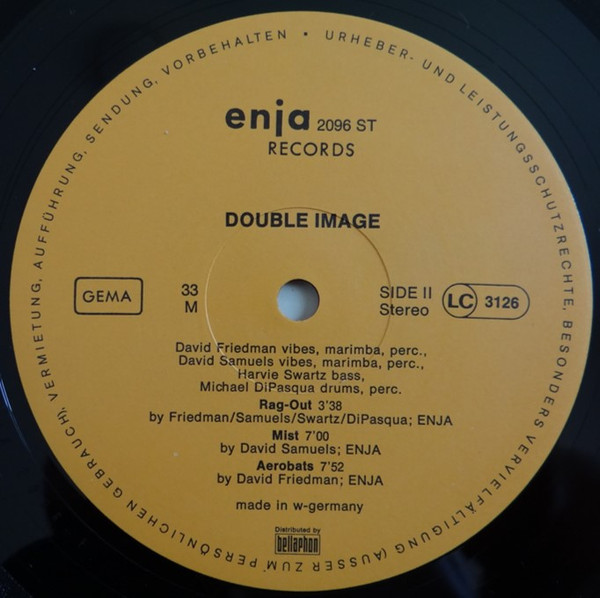 URHEBER- UND LEISTUNGSSCHUTZRECHTE, BESONDERS VERVIELFÄLTIGUNG (AUSSER ZUM PERSÖNLICHEN GEBRAUCH), VERMIETUNG, AUFFÜHRUNG, SENDUNG, VORBEHALTEN •
enja 2096 ST
RECORDS
DOUBLE IMAGE
GEMA
33
M
SIDE II
Stereo
LC 3126
David Friedman vibes, marimba, perc.,
David Samuels vibes, marimba, perc.,
Harvie Swartz bass,
Michael DiPasqua drums, perc.
Rag-Out 3'38
by Friedman/Samuels/Swartz/DiPasqua; ENJA
Mist 7'00
by David Samuels; ENJA
Aerobats 7'52
by David Friedman; ENJA
made in w-germany
Distributed by
bellaphon